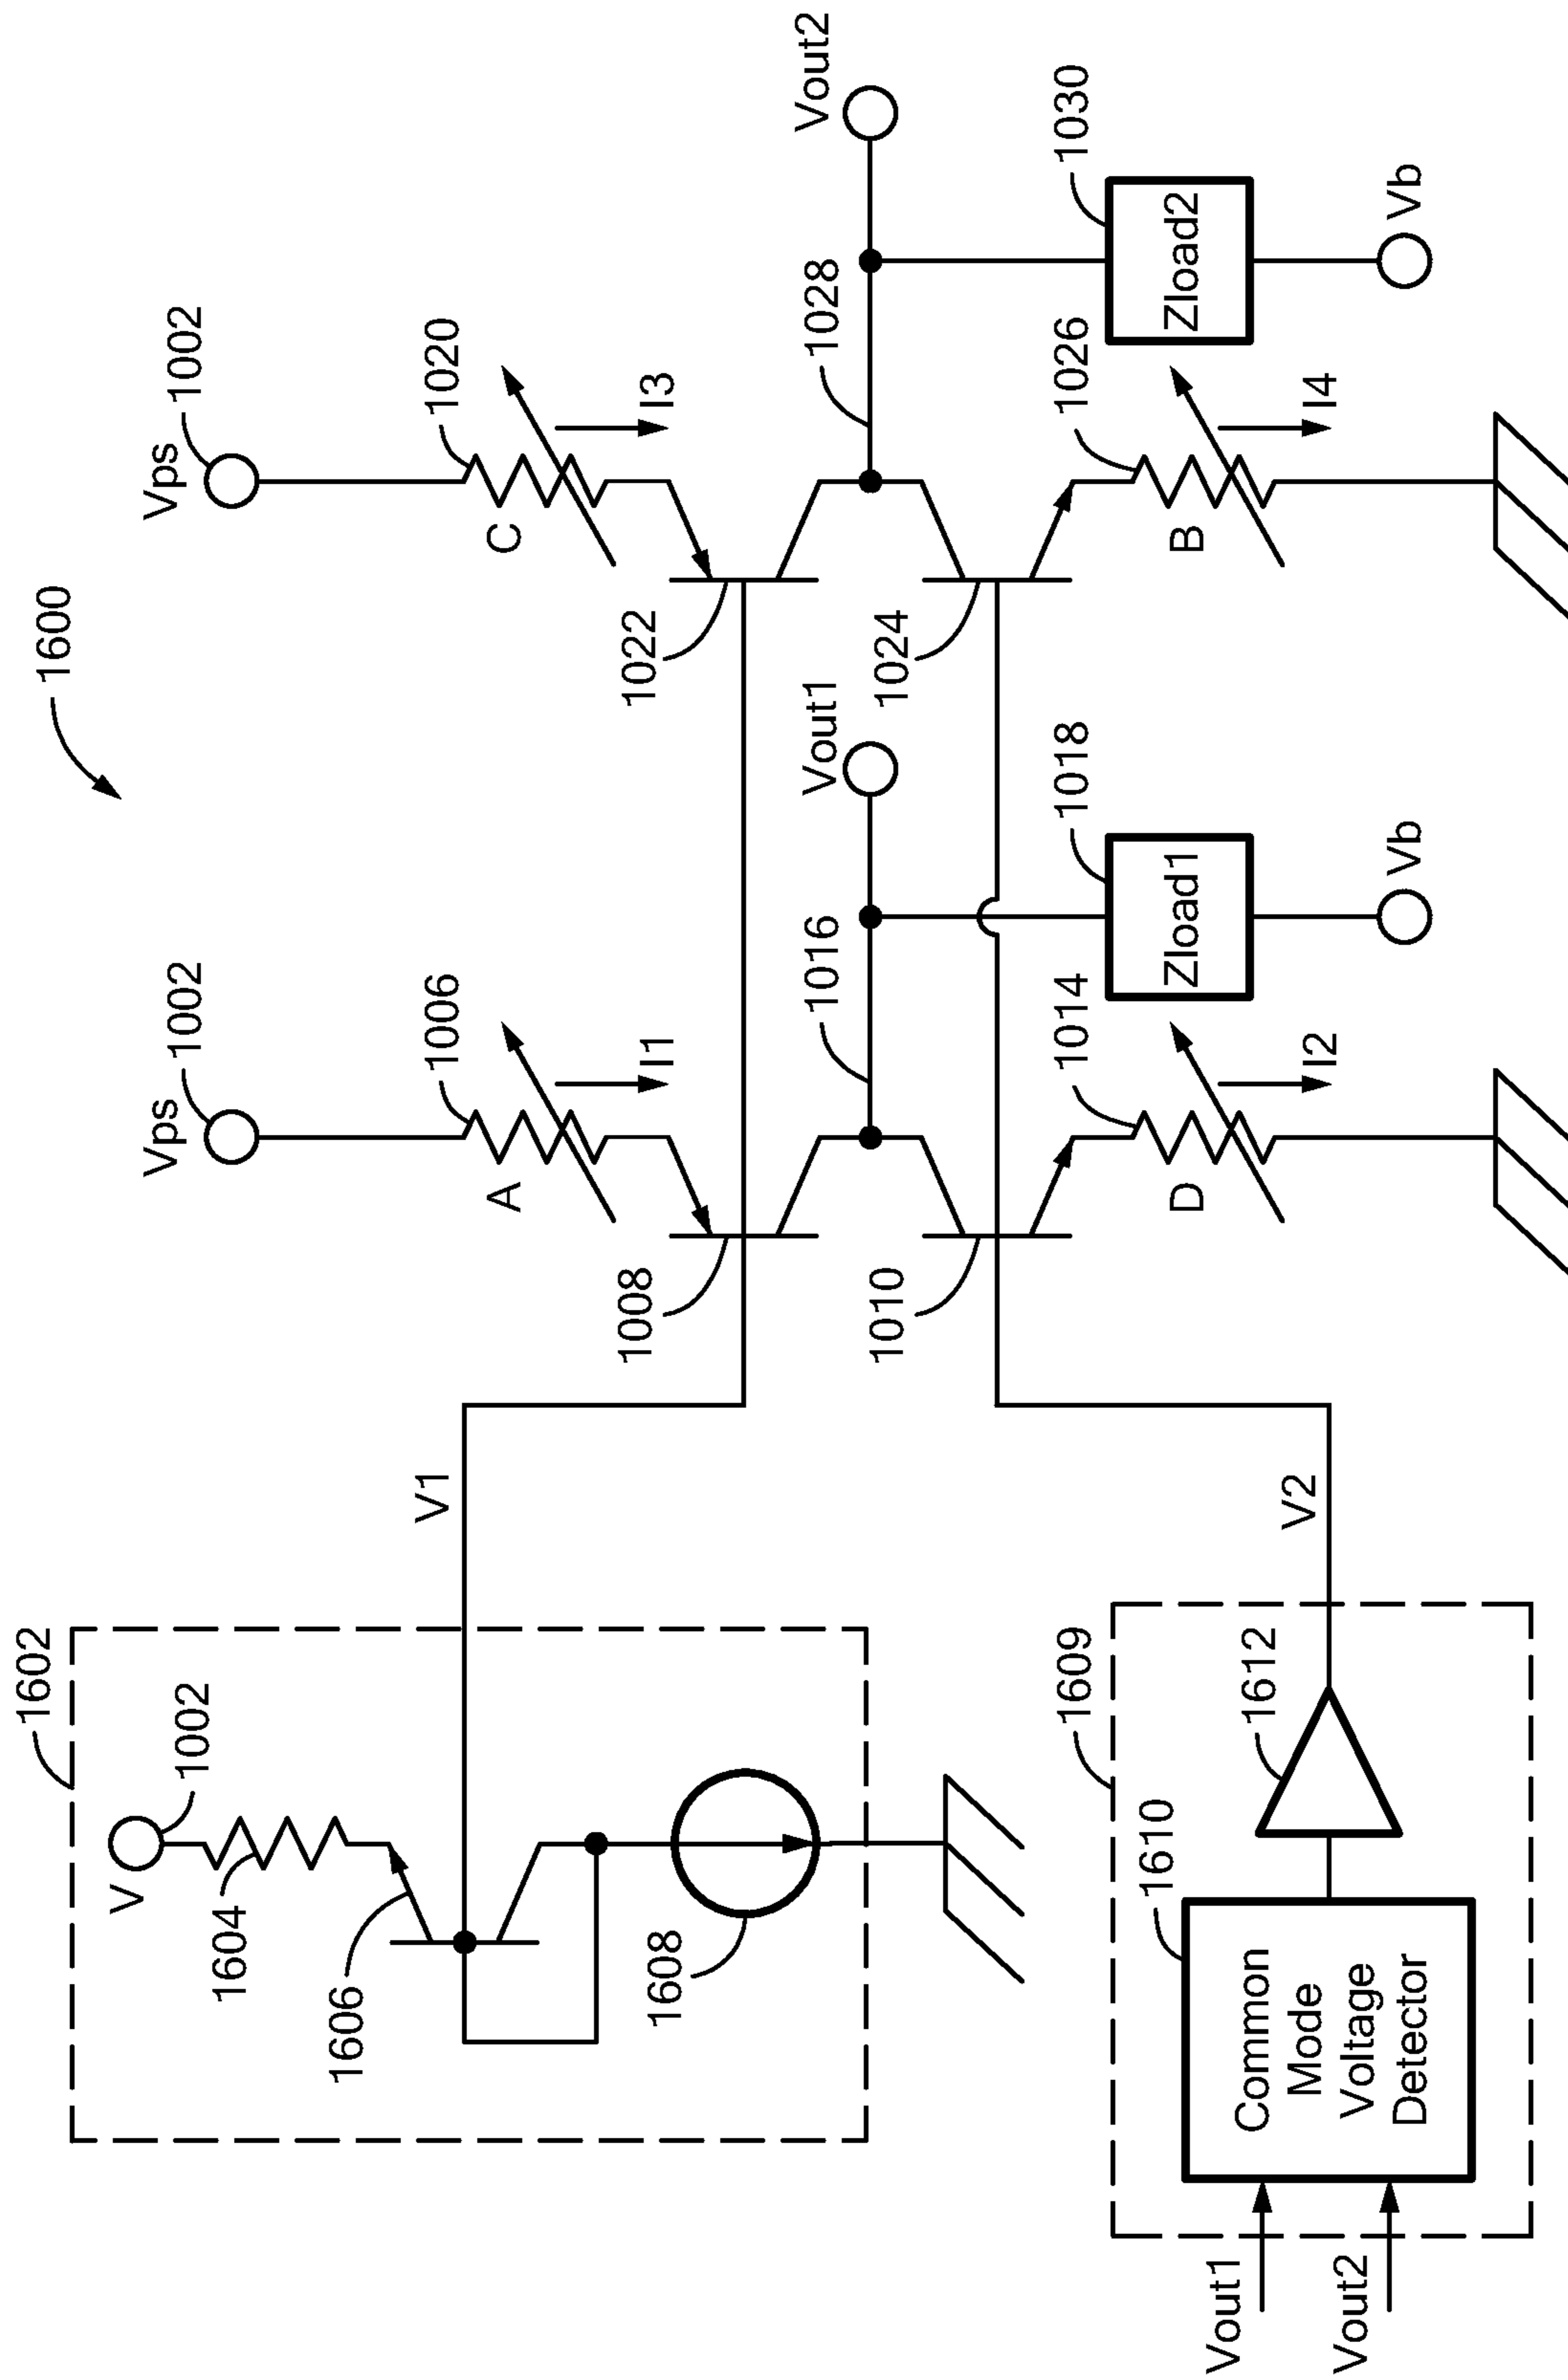 1600
1602
V
1002
1604
1606
1608
V1
Vps
1002
A
1006
I1
1008
1016
Vout1
1010
D
1014
I2
1018
Zload1
Vb
Vps
1002
C
1020
I3
1022
1028
Vout2
1024
B
1026
I4
1030
Zload2
Vb
V2
1609
1610
1612
Common
Mode
Voltage
Detector
Vout1
Vout2